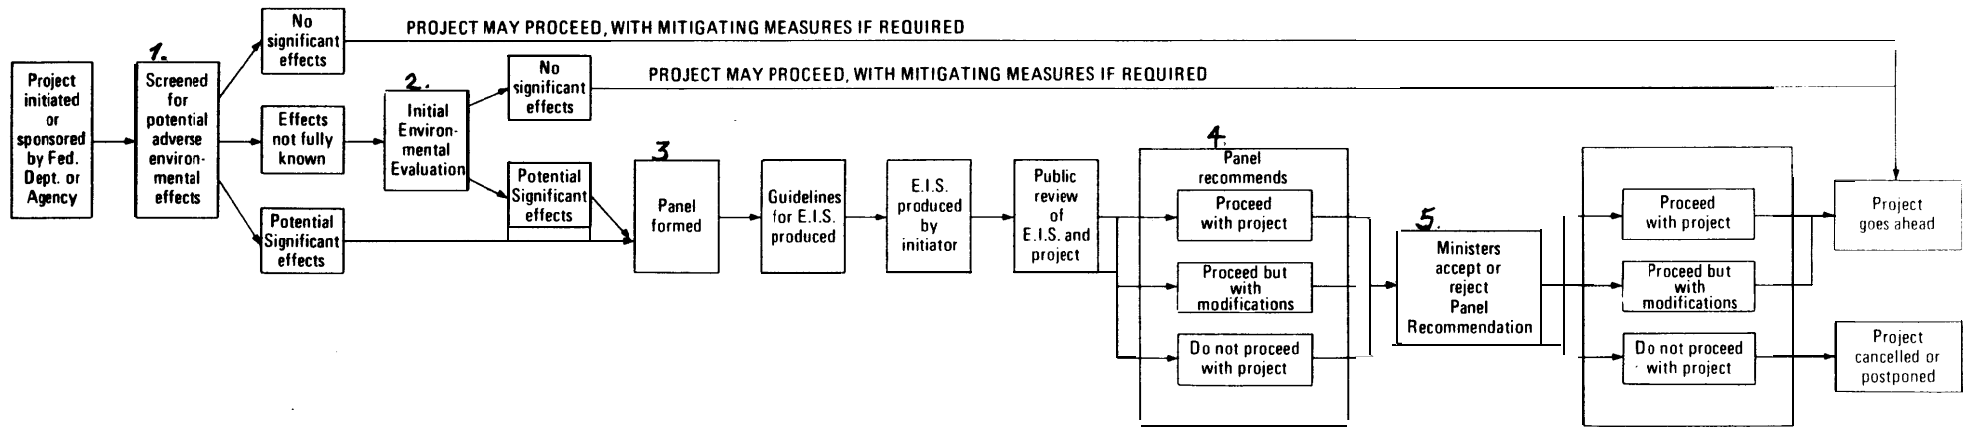 PROJECT MAY PROCEED, WITH MITIGATING MEASURES IF REQUIRED
PROJECT MAY PROCEED, WITH MITIGATING MEASURES IF REQUIRED
Project
initiated
or
sponsored
by Fed.
Dept. or
Agency
1.
Screened
for
potential
adverse
environ-
mental
effects
No
significant
effects
Effects
not fully
known
Potential
Significant
effects
2.
Initial
Environ-
mental
Evaluation
No
significant
effects
Potential
Significant
effects
3
Panel
formed
Guidelines
for E.I.S.
produced
E.I.S.
produced
by
initiator
Public
review
of
E.I.S. and
project
4.
Panel
recommends
Proceed
with project
Proceed but
with
modifications
Do not proceed
with project
5.
Ministers
accept or
reject
Panel
Recommendation
Proceed
with project
Proceed but
with
modifications
Do not proceed
with project
Project
goes ahead
Project
cancelled or
postponed